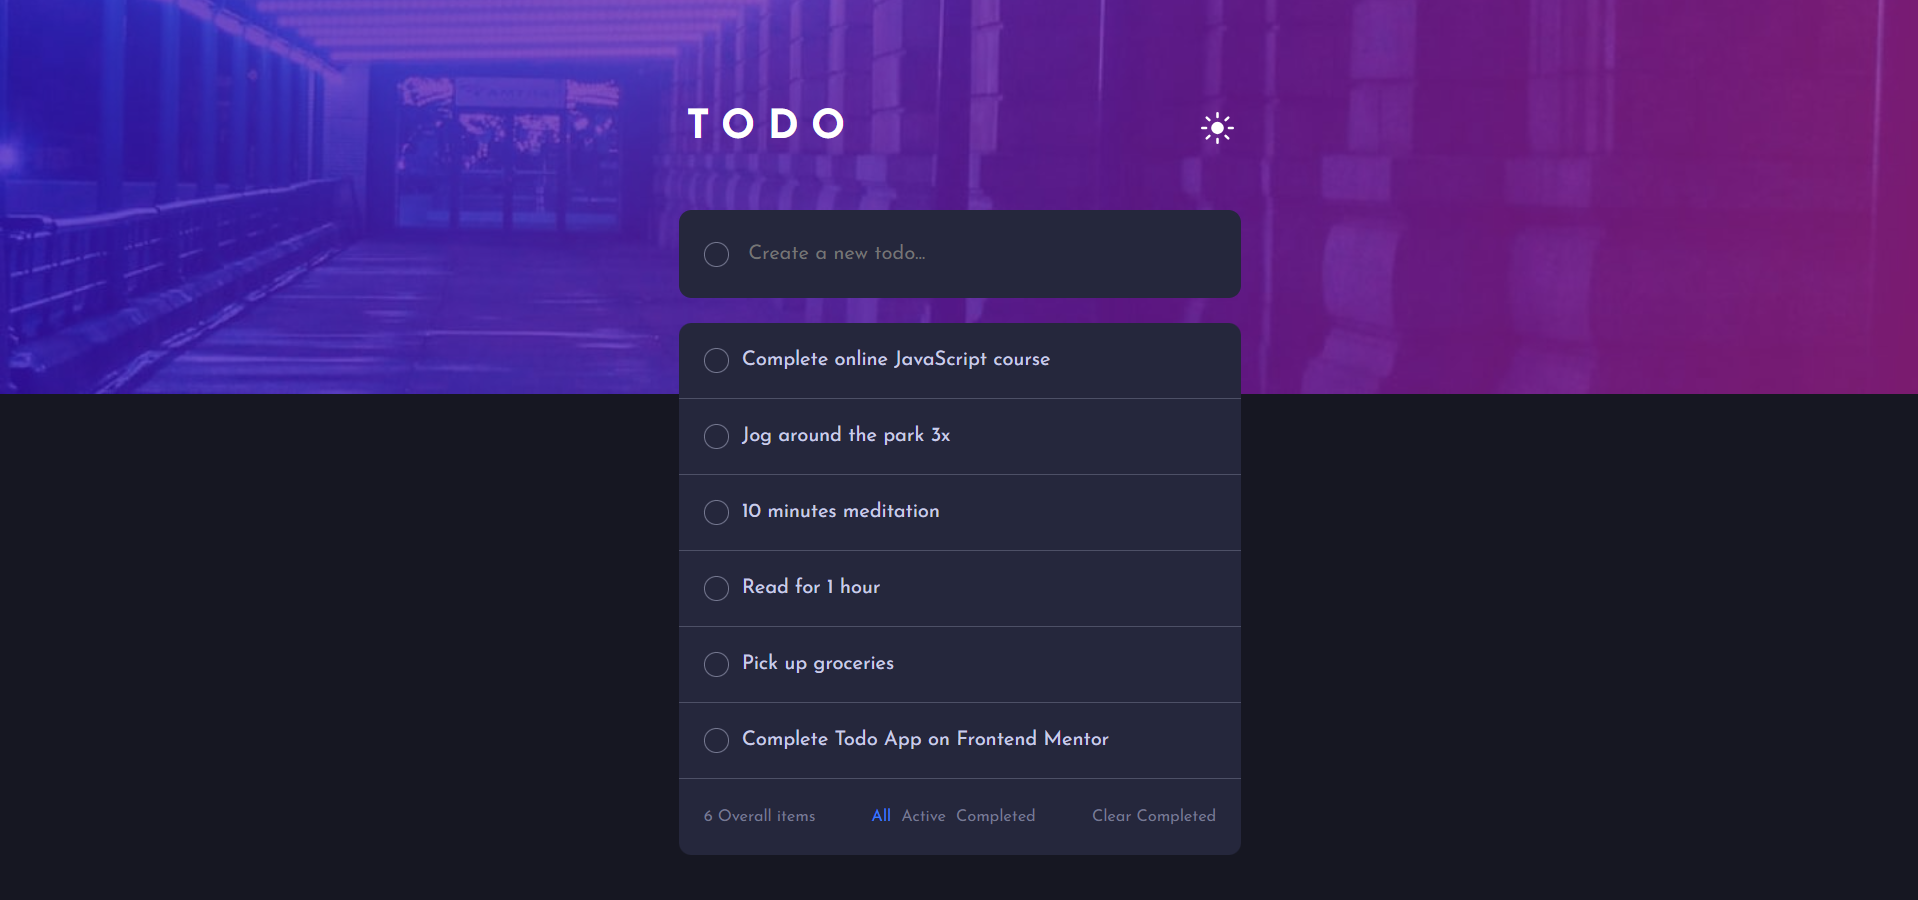 TODO
Create a new todo...
Complete online JavaScript course
Jog around the park 3x
10 minutes meditation
Read for 1 hour
Pick up groceries
Complete Todo App on Frontend Mentor
6 Overall items All Active Completed Clear Completed